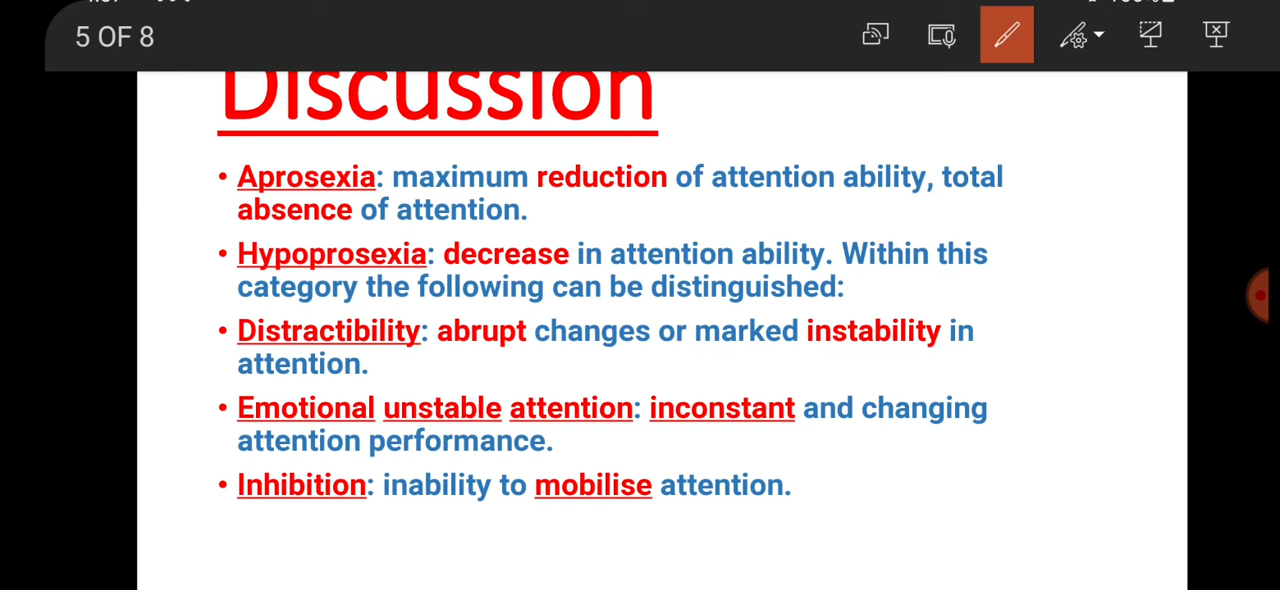 5 OF 8
Discussion
• Aprosexia: maximum reduction of attention ability, total
absence of attention.
• Hypoprosexia: decrease in attention ability. Within this
category the following can be distinguished:
• Distractibility: abrupt changes or marked instability in
attention.
• Emotional unstable attention: inconstant and changing
attention performance.
• Inhibition: inability to mobilise attention.